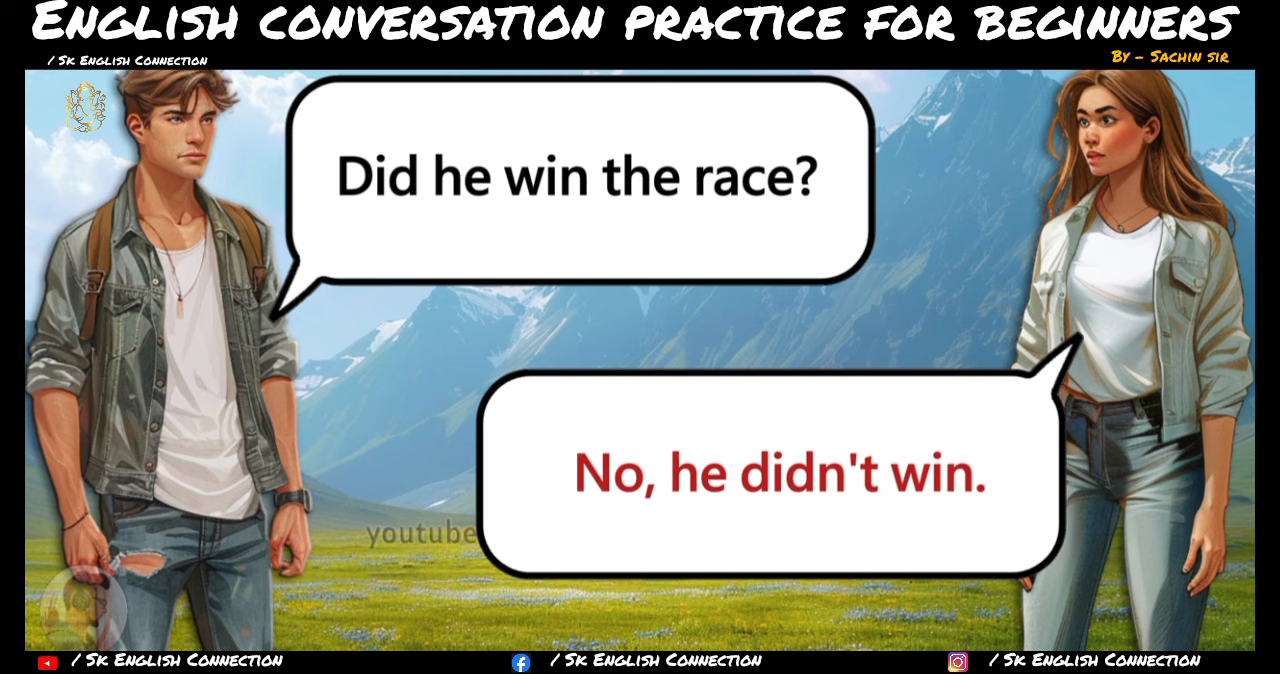 English conversation practice for beginners
/ Sk English Connection
By - Sachin sir
Did he win the race?
No, he didn't win.
youtube
/ Sk English Connection
/ Sk English Connection
/ Sk English Connection